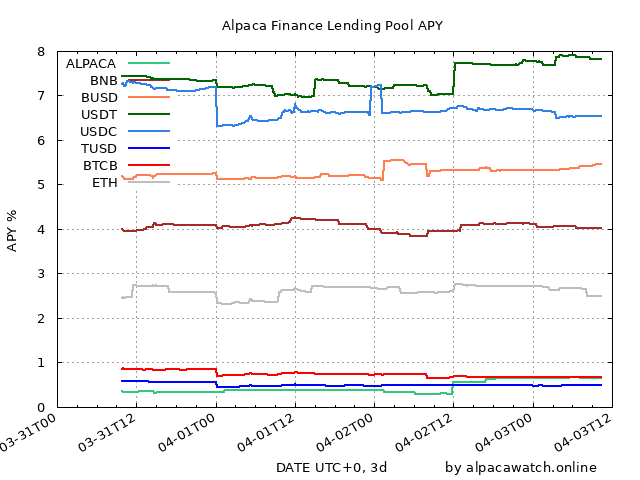 Alpaca Finance Lending Pool APY
8
7
6
5
4
3
2
1
0
APY %
ALPACA
BNB
BUSD
USDT
USDC
TUSD
BTCB
ETH
03-31T00
03-31T12
04-01T00
04-01T12
04-02T00
04-02T12
04-03T00
04-03T12
DATE UTC+0, 3d
by alpacawatch.online